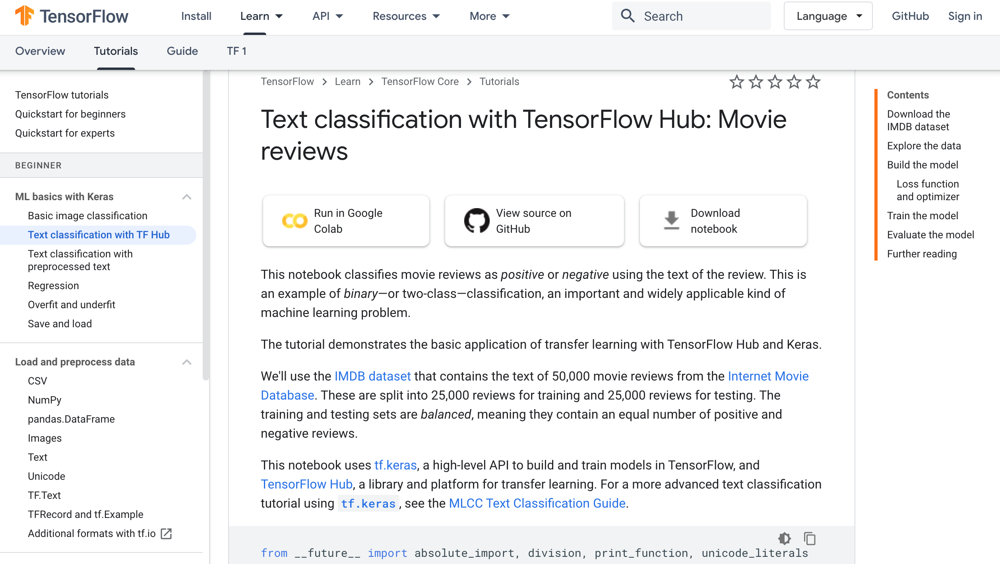 TensorFlow
Install
Learn
API
Resources
More
Search
Language
GitHub
Sign in
Overview
Tutorials
Guide
TF 1
TensorFlow tutorials
Quickstart for beginners
Quickstart for experts
BEGINNER
ML basics with Keras
Basic image classification
Text classification with TF Hub
Text classification with
preprocessed text
Regression
Overfit and underfit
Save and load
Load and preprocess data
CSV
NumPy
pandas.DataFrame
Images
Text
Unicode
TF.Text
TFRecord and tf.Example
Additional formats with tf.io
TensorFlow > Learn > TensorFlow Core > Tutorials
Text classification with TensorFlow Hub: Movie
reviews
Run in Google
Colab
View source on
GitHub
Download
notebook
This notebook classifies movie reviews as positive or negative using the text of the review. This is
an example of binary—or two-class—classification, an important and widely applicable kind of
machine learning problem.
The tutorial demonstrates the basic application of transfer learning with TensorFlow Hub and Keras.
We'll use the IMDB dataset that contains the text of 50,000 movie reviews from the Internet Movie
Database. These are split into 25,000 reviews for training and 25,000 reviews for testing. The
training and testing sets are balanced, meaning they contain an equal number of positive and
negative reviews.
This notebook uses tf.keras, a high-level API to build and train models in TensorFlow, and
TensorFlow Hub, a library and platform for transfer learning. For a more advanced text classification
tutorial using tf.keras, see the MLCC Text Classification Guide.
from __future__ import absolute_import, division, print_function, unicode_literals
Contents
Download the
IMDB dataset
Explore the data
Build the model
Loss function
and optimizer
Train the model
Evaluate the model
Further reading